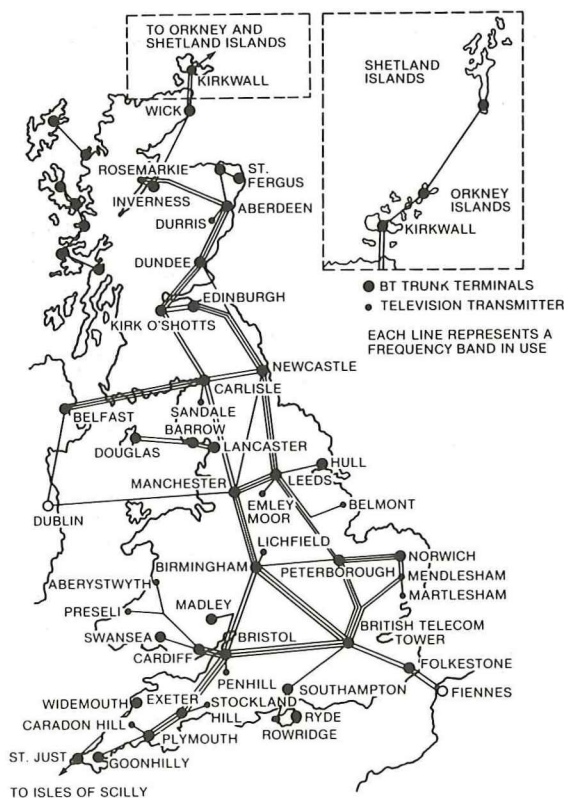 TO ORKNEY AND
SHETLAND ISLANDS
KIRKWALL
WICK
SHETLAND
ISLANDS
ORKNEY
ISLANDS
KIRKWALL
ROSEMARKIE
ST.
FERGUS
INVERNESS
ABERDEEN
DURRIS
DUNDEE
BT TRUNK TERMINALS
TELEVISION TRANSMITTER
EACH LINE REPRESENTS A
FREQUENCY BAND IN USE
EDINBURGH
KIRK O'SHOTTS
NEWCASTLE
CARLISLE
SANDALE
BELFAST
BARROW
DOUGLAS
LANCASTER
HULL
MANCHESTER
LEEDS
EMLEY
MOOR
BELMONT
DUBLIN
LICHFIELD
BIRMINGHAM
PETERBOROUGH
NORWICH
MENDLESHAM
MARTLESHAM
ABERYSTWYTH
PRESELI
MADLEY
SWANSEA
BRISTOL
BRITISH TELECOM
TOWER
CARDIFF
FOLKESTONE
PENHILL
SOUTHAMPTON
FIENNES
WIDEMOUTH
EXETER
STOCKLAND
HILL
RYDE
CARADON HILL
ROWRIDGE
PLYMOUTH
ST. JUST
GOONHILLY
TO ISLES OF SCILLY